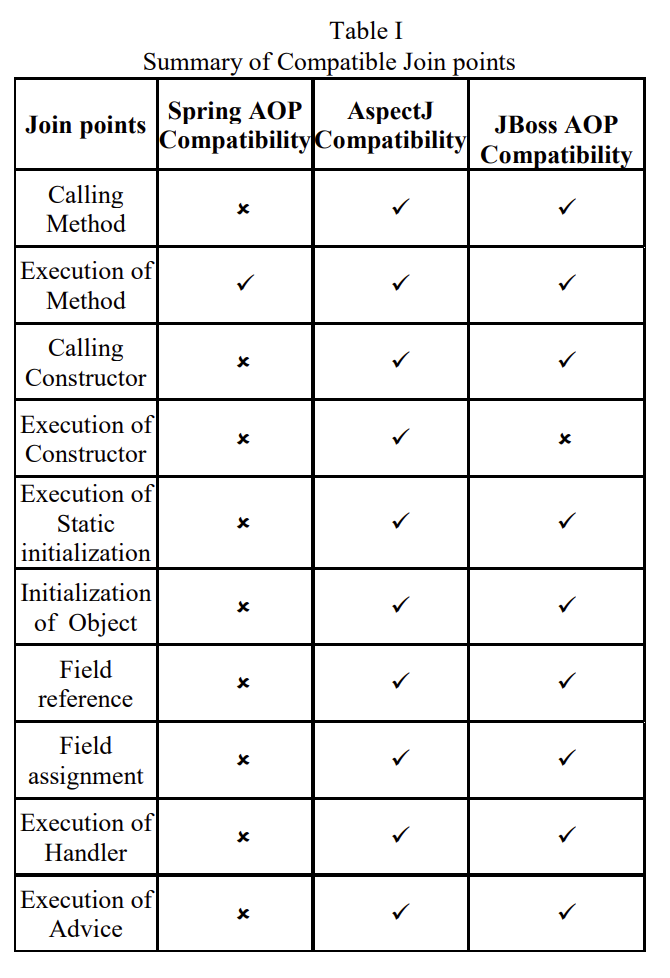 Table I
Summary of Compatible Join points
Join points Spring AOP Compatibility AspectJ Compatibility JBoss AOP Compatibility
Calling Method ✗ ✓ ✓
Execution of Method ✓ ✓ ✓
Calling Constructor ✗ ✓ ✓
Execution of Constructor ✗ ✓ ✗
Execution of Static initialization ✗ ✓ ✓
Initialization of Object ✗ ✓ ✓
Field reference ✗ ✓ ✓
Field assignment ✗ ✓ ✓
Execution of Handler ✗ ✓ ✓
Execution of Advice ✗ ✓ ✓